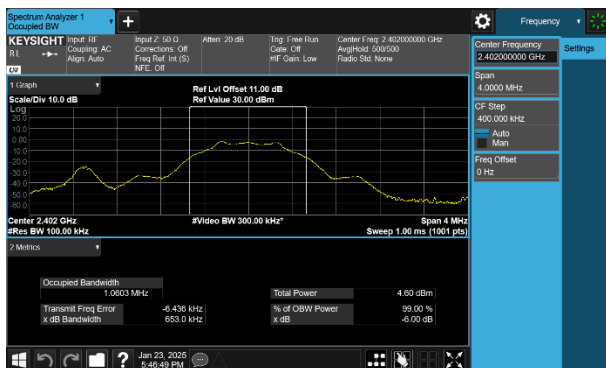 Spectrum Analyzer 1
Occupied BW
Frequency
KEYSIGHT
Input: RF
Coupling: AC
Align: Auto
Input Z: 50 Ω
Corrections: Off
Freq Ref: Int (S)
NFE: Off
Atten: 20 dB
Trig: Free Run
Gate: Off
#IF Gain: Low
Center Freq: 2.402000000 GHz
Avg|Hold: 500/500
Radio Std: None
Center Frequency
2.402000000 GHz
Settings
Span
4.0000 MHz
CF Step
400.000 kHz
Auto
Man
Freq Offset
0 Hz
1 Graph
Scale/Div 10.0 dB
Ref Lvl Offset 11.00 dB
Ref Value 30.00 dBm
Log
20.0
10.0
0.00
-10.0
-20.0
-30.0
-40.0
-50.0
-60.0
Center 2.402 GHz
#Video BW 300.00 kHz*
Span 4 MHz
#Res BW 100.00 kHz
Sweep 1.00 ms (1001 pts)
2 Metrics
Occupied Bandwidth
1.0603 MHz
Total Power 4.60 dBm
Transmit Freq Error -6.436 kHz
% of OBW Power 99.00 %
x dB Bandwidth 653.0 kHz
x dB -6.00 dB
?
Jan 23, 2025
5:46:49 PM